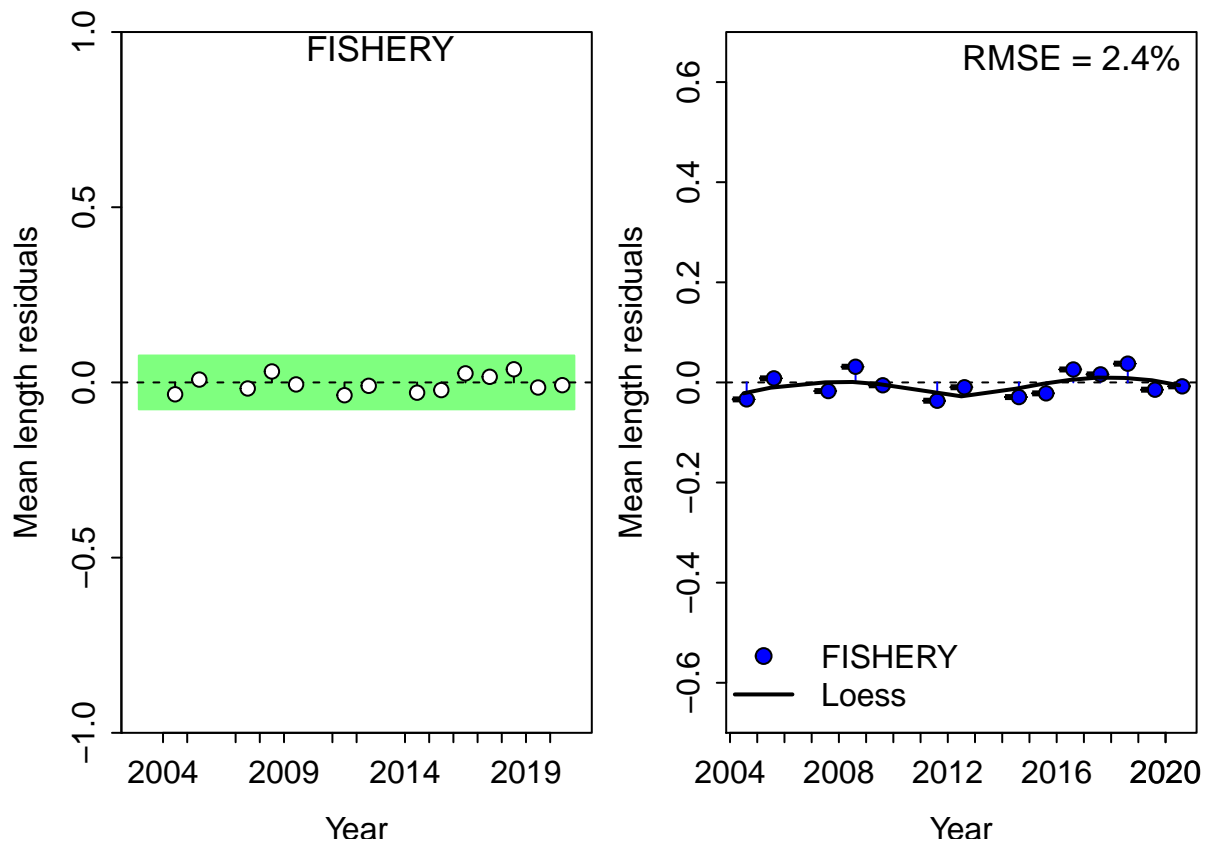 FISHERY
1.0
0.5
0.0
−0.5
−1.0
Mean length residuals
2004 2009 2014 2019
Year
RMSE = 2.4%
0.6
0.4
0.2
0.0
−0.2
−0.4
−0.6
Mean length residuals
FISHERY
Loess
2004 2008 2012 2016 2020
Year